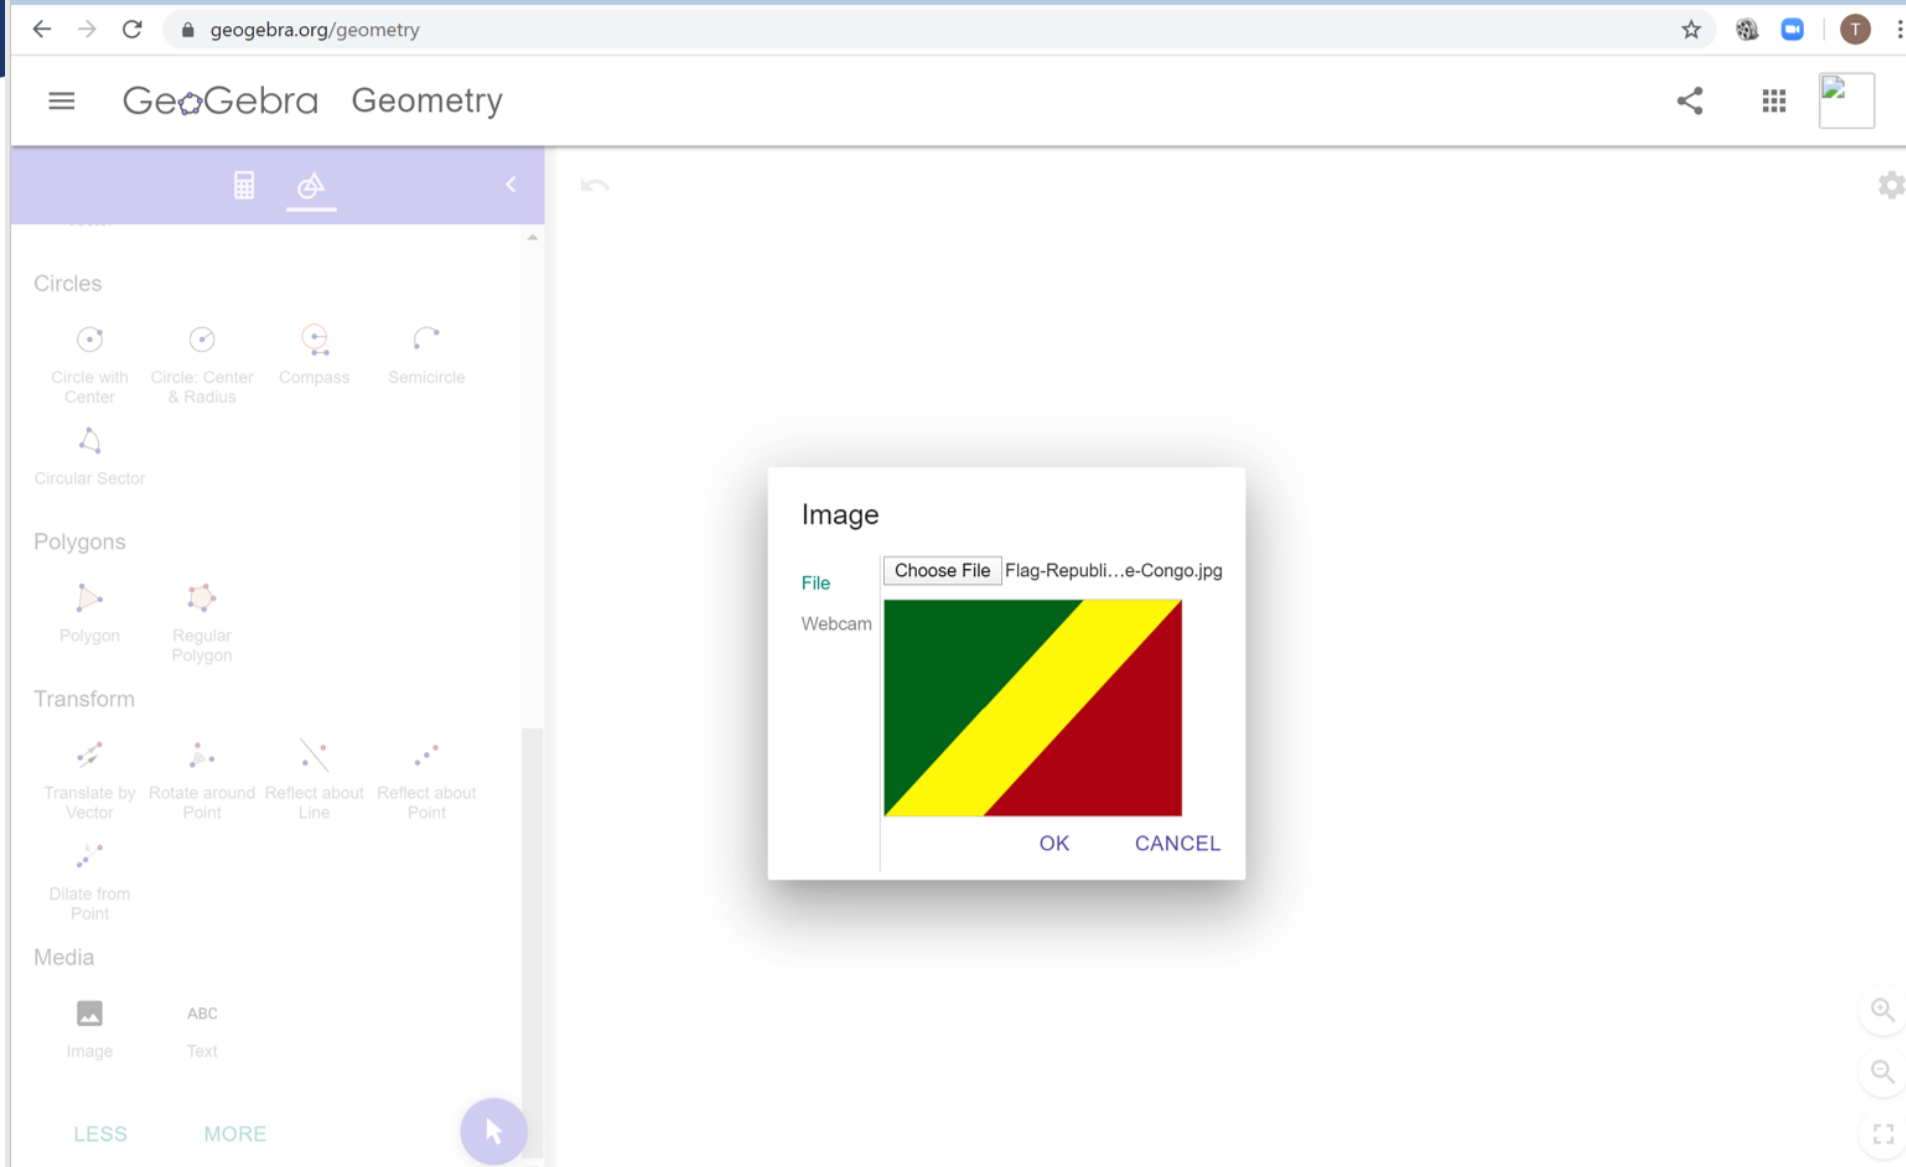 geogebra.org/geometry
T
GeoGebra Geometry
Circles
Circle with Center
Circle: Center & Radius
Compass
Semicircle
Circular Sector
Polygons
Polygon
Regular Polygon
Transform
Translate by Vector
Rotate around Point
Reflect about Line
Reflect about Point
Dilate from Point
Media
Image
ABC
Text
LESS MORE
Image
File
Webcam
Choose File Flag-Republi...e-Congo.jpg
OK CANCEL